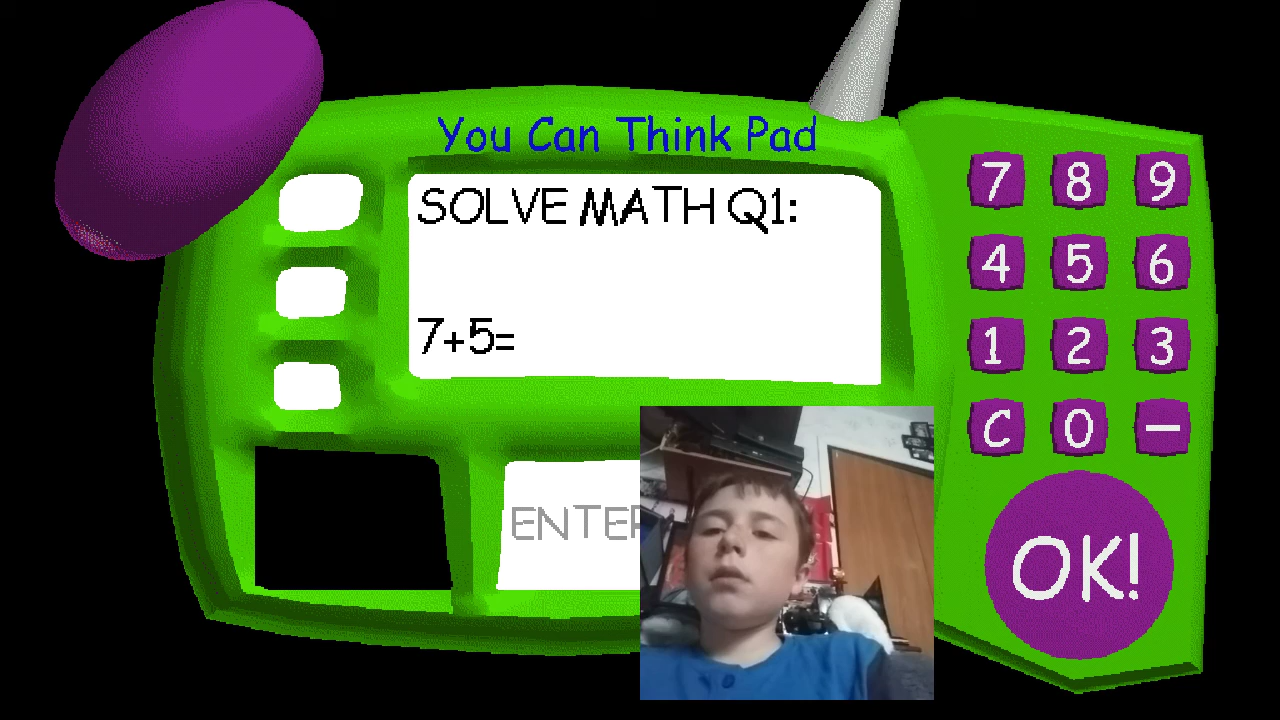 You Can Think Pad
SOLVE MATH Q1:
7+5=
7 8 9
4 5 6
1 2 3
C 0 —
OK!